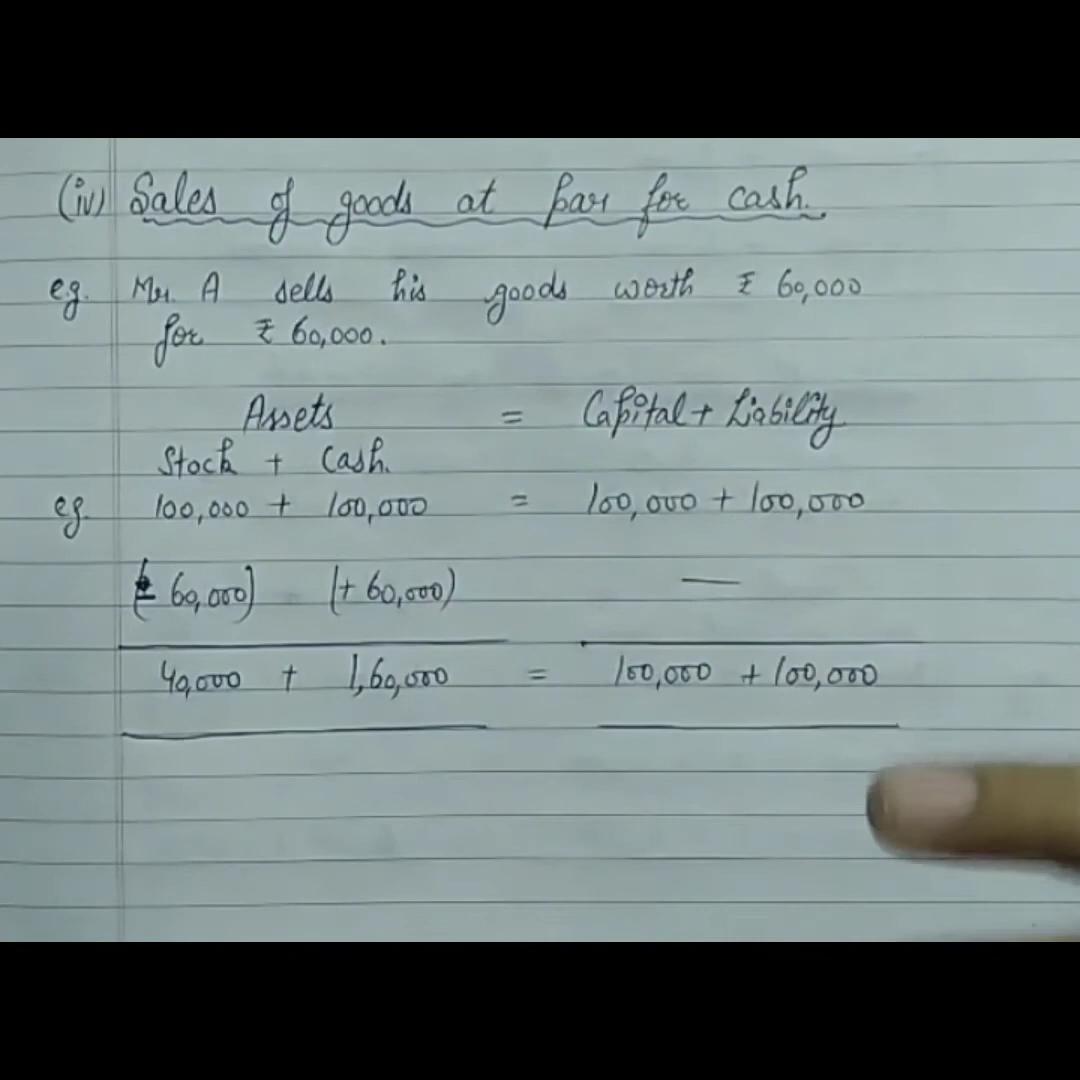 (iv) Sales of goods at par for cash.
e.g. Mr. A sells his goods worth ₹ 60,000
for ₹ 60,000.
Assets = Capital + Liability
Stock + Cash.
eg. 100,000 + 100,000 = 100,000 + 100,000
(- 60,000) (+ 60,000) —
40,000 + 1,60,000 = 100,000 + 100,000